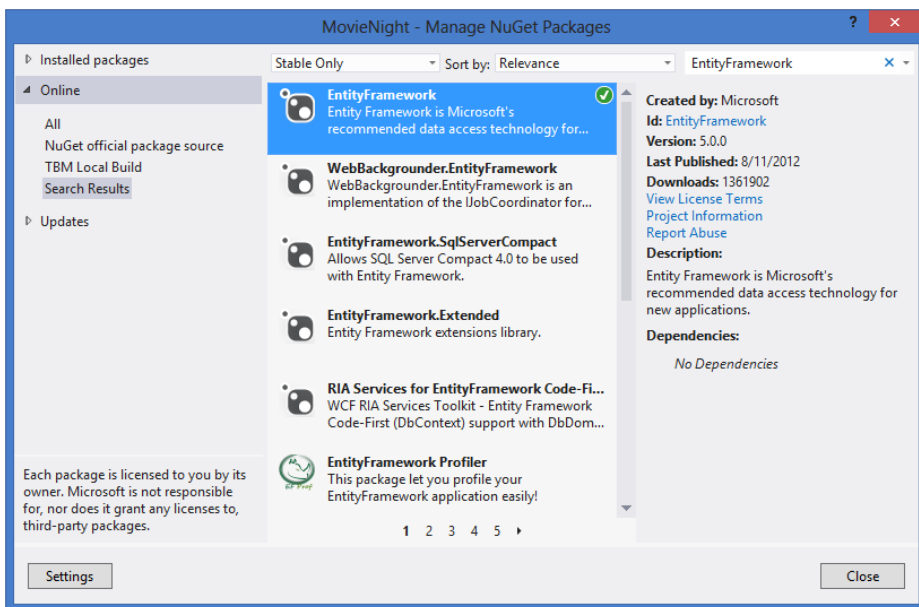 MovieNight - Manage NuGet Packages
?
×
Installed packages
Online
All
NuGet official package source
TBM Local Build
Search Results
Updates
Each package is licensed to you by its
owner. Microsoft is not responsible
for, nor does it grant any licenses to,
third-party packages.
Stable Only
Sort by: Relevance
EntityFramework
EntityFramework
Entity Framework is Microsoft's
recommended data access technology for...
WebBackgrounder.EntityFramework
WebBackgrounder.EntityFramework is an
implementation of the IJobCoordinator for...
EntityFramework.SqlServerCompact
Allows SQL Server Compact 4.0 to be used
with Entity Framework.
EntityFramework.Extended
Entity Framework extensions library.
RIA Services for EntityFramework Code-Fi...
WCF RIA Services Toolkit - Entity Framework
Code-First (DbContext) support with DbDom...
EntityFramework Profiler
This package let you profile your
EntityFramework application easily!
1 2 3 4 5
Created by: Microsoft
Id: EntityFramework
Version: 5.0.0
Last Published: 8/11/2012
Downloads: 1361902
View License Terms
Project Information
Report Abuse
Description:
Entity Framework is Microsoft's
recommended data access technology for
new applications.
Dependencies:
No Dependencies
Settings
Close